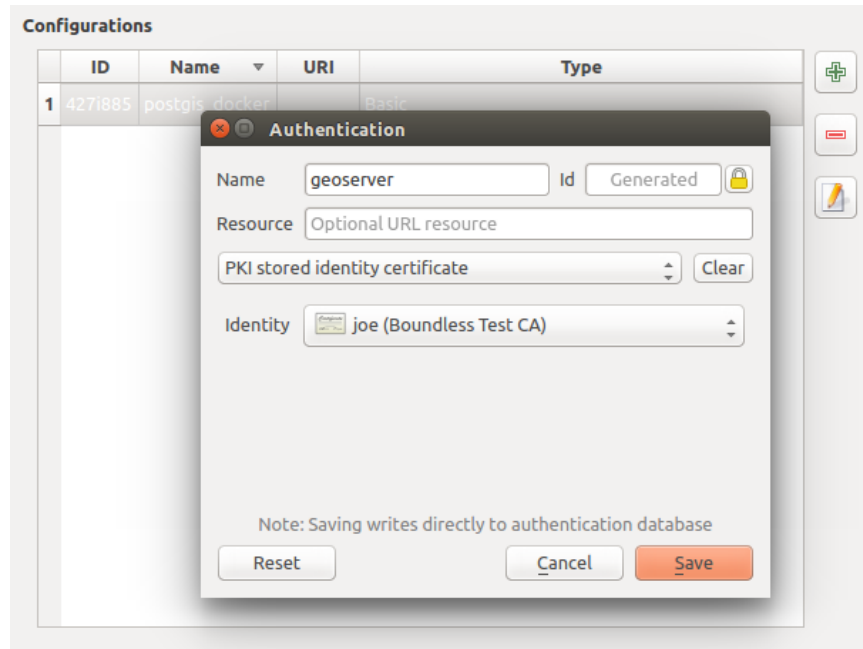 Configurations
ID Name URI Type
1 427i885 postgis_docker Basic
Authentication
Name geoserver Id Generated
Resource Optional URL resource
PKI stored identity certificate Clear
Identity joe (Boundless Test CA)
Note: Saving writes directly to authentication database
Reset Cancel Save